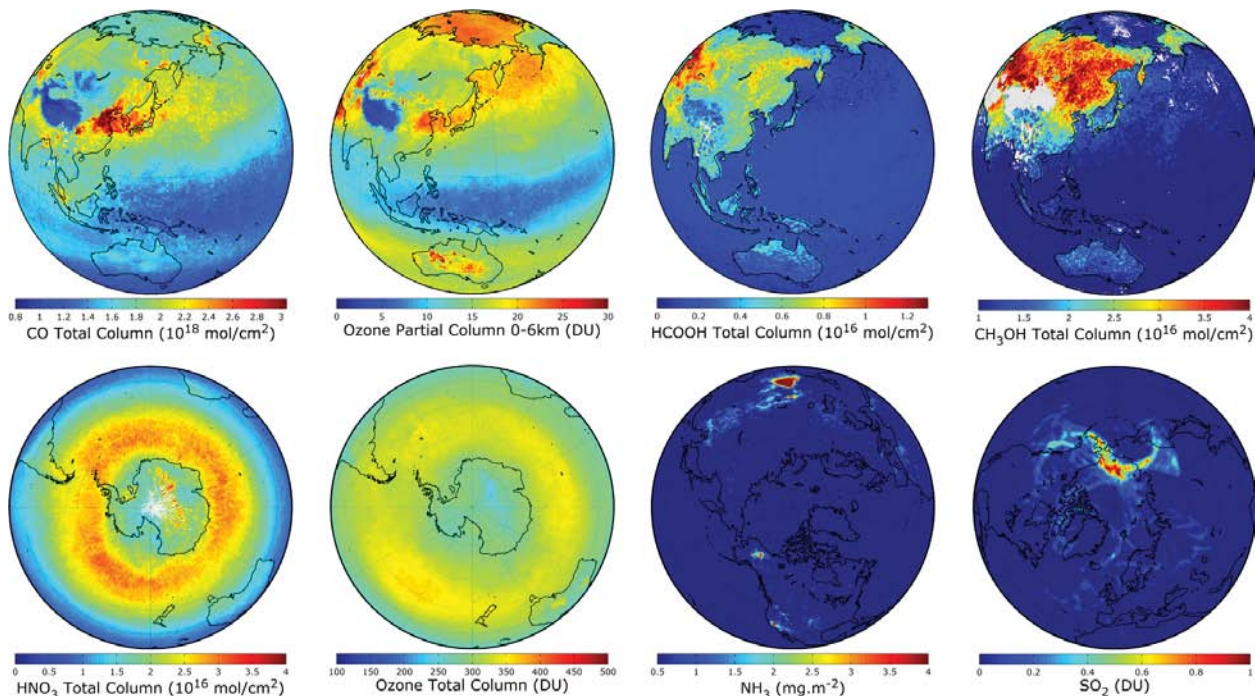 0.8 1 1.2 1.4 1.6 1.8 2 2.2 2.4 2.6 2.8 3
CO Total Column (10¹⁸ mol/cm²)
0 5 10 15 20 25 30
Ozone Partial Column 0-6km (DU)
0 0.2 0.4 0.6 0.8 1 1.2
HCOOH Total Column (10¹⁶ mol/cm²)
1 1.5 2 2.5 3 3.5 4
CH₃OH Total Column (10¹⁶ mol/cm²)
0 0.5 1 1.5 2 2.5 3 3.5 4
HNO₃ Total Column (10¹⁶ mol/cm²)
100 150 200 250 300 350 400 450 500
Ozone Total Column (DU)
0.5 1 1.5 2 2.5 3 3.5 4
NH₃ (mg.m⁻²)
0 0.2 0.4 0.6 0.8
SO₂ (DU)